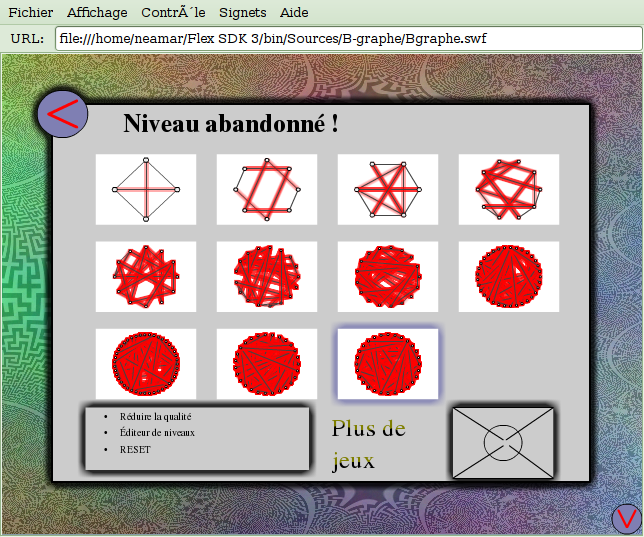 Fichier Affichage ContrÃ´le Signets Aide
URL: file:///home/neamar/Flex SDK 3/bin/Sources/B-graphe/Bgraphe.swf
Niveau abandonné !
• Réduire la qualité
• Éditeur de niveaux
• RESET
Plus de
jeux